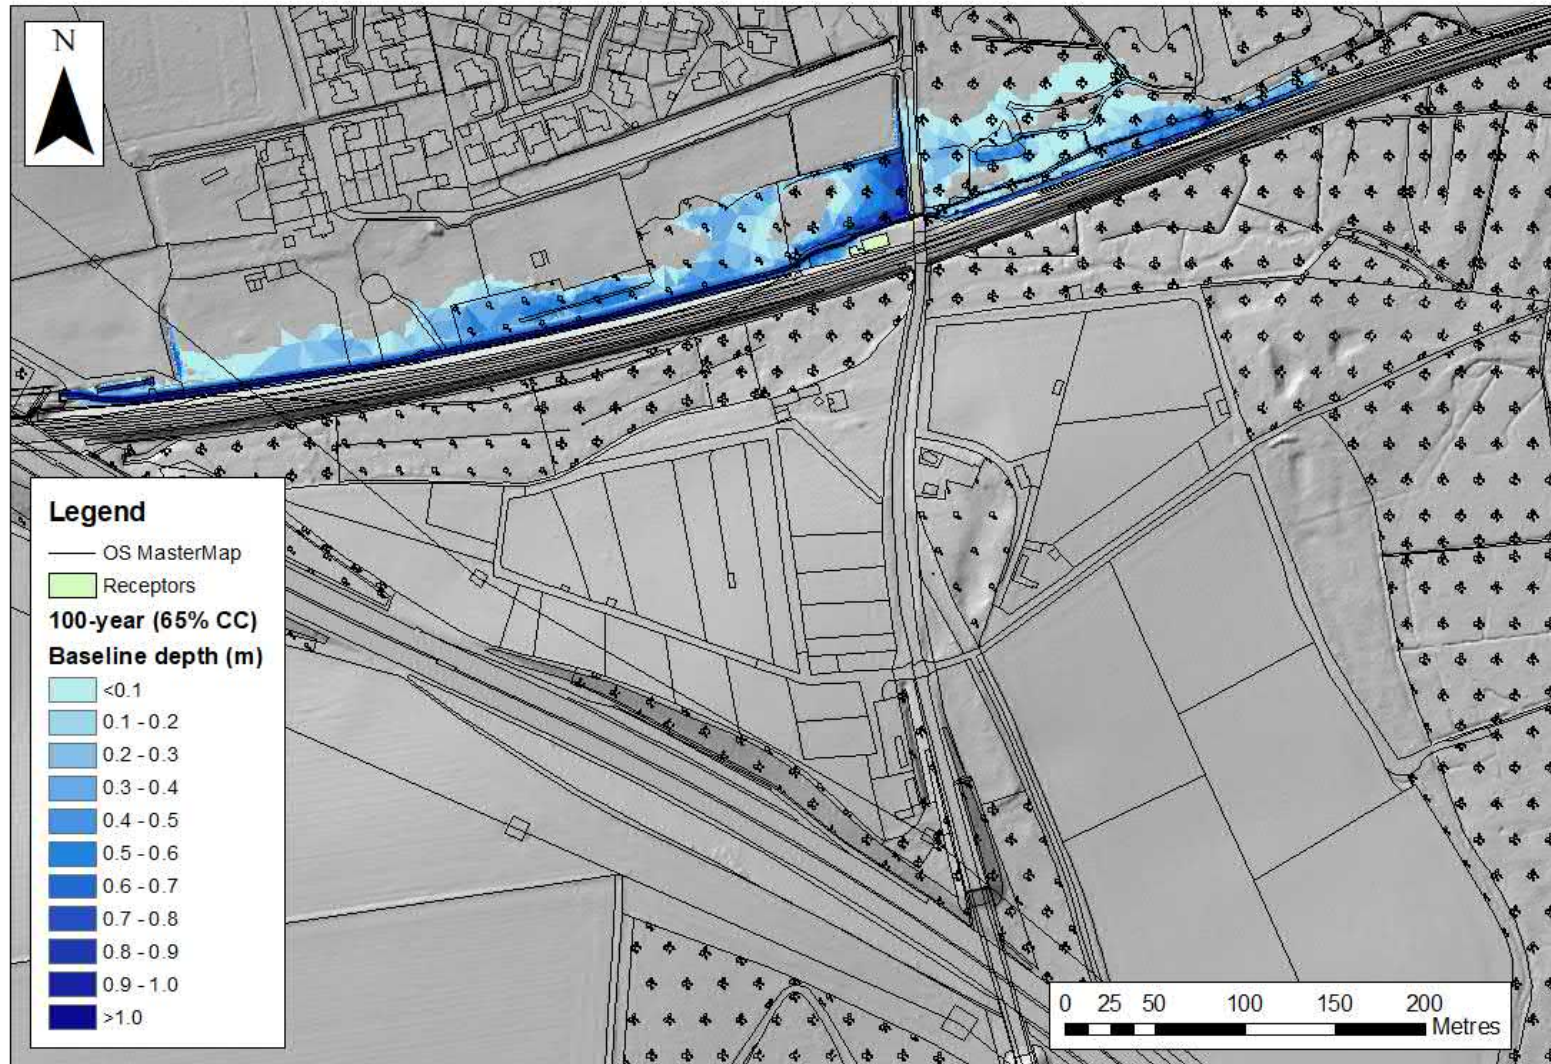 N
Legend
OS MasterMap
Receptors
100-year (65% CC)
Baseline depth (m)
<0.1
0.1 - 0.2
0.2 - 0.3
0.3 - 0.4
0.4 - 0.5
0.5 - 0.6
0.6 - 0.7
0.7 - 0.8
0.8 - 0.9
0.9 - 1.0
>1.0
0 25 50 100 150 200
Metres